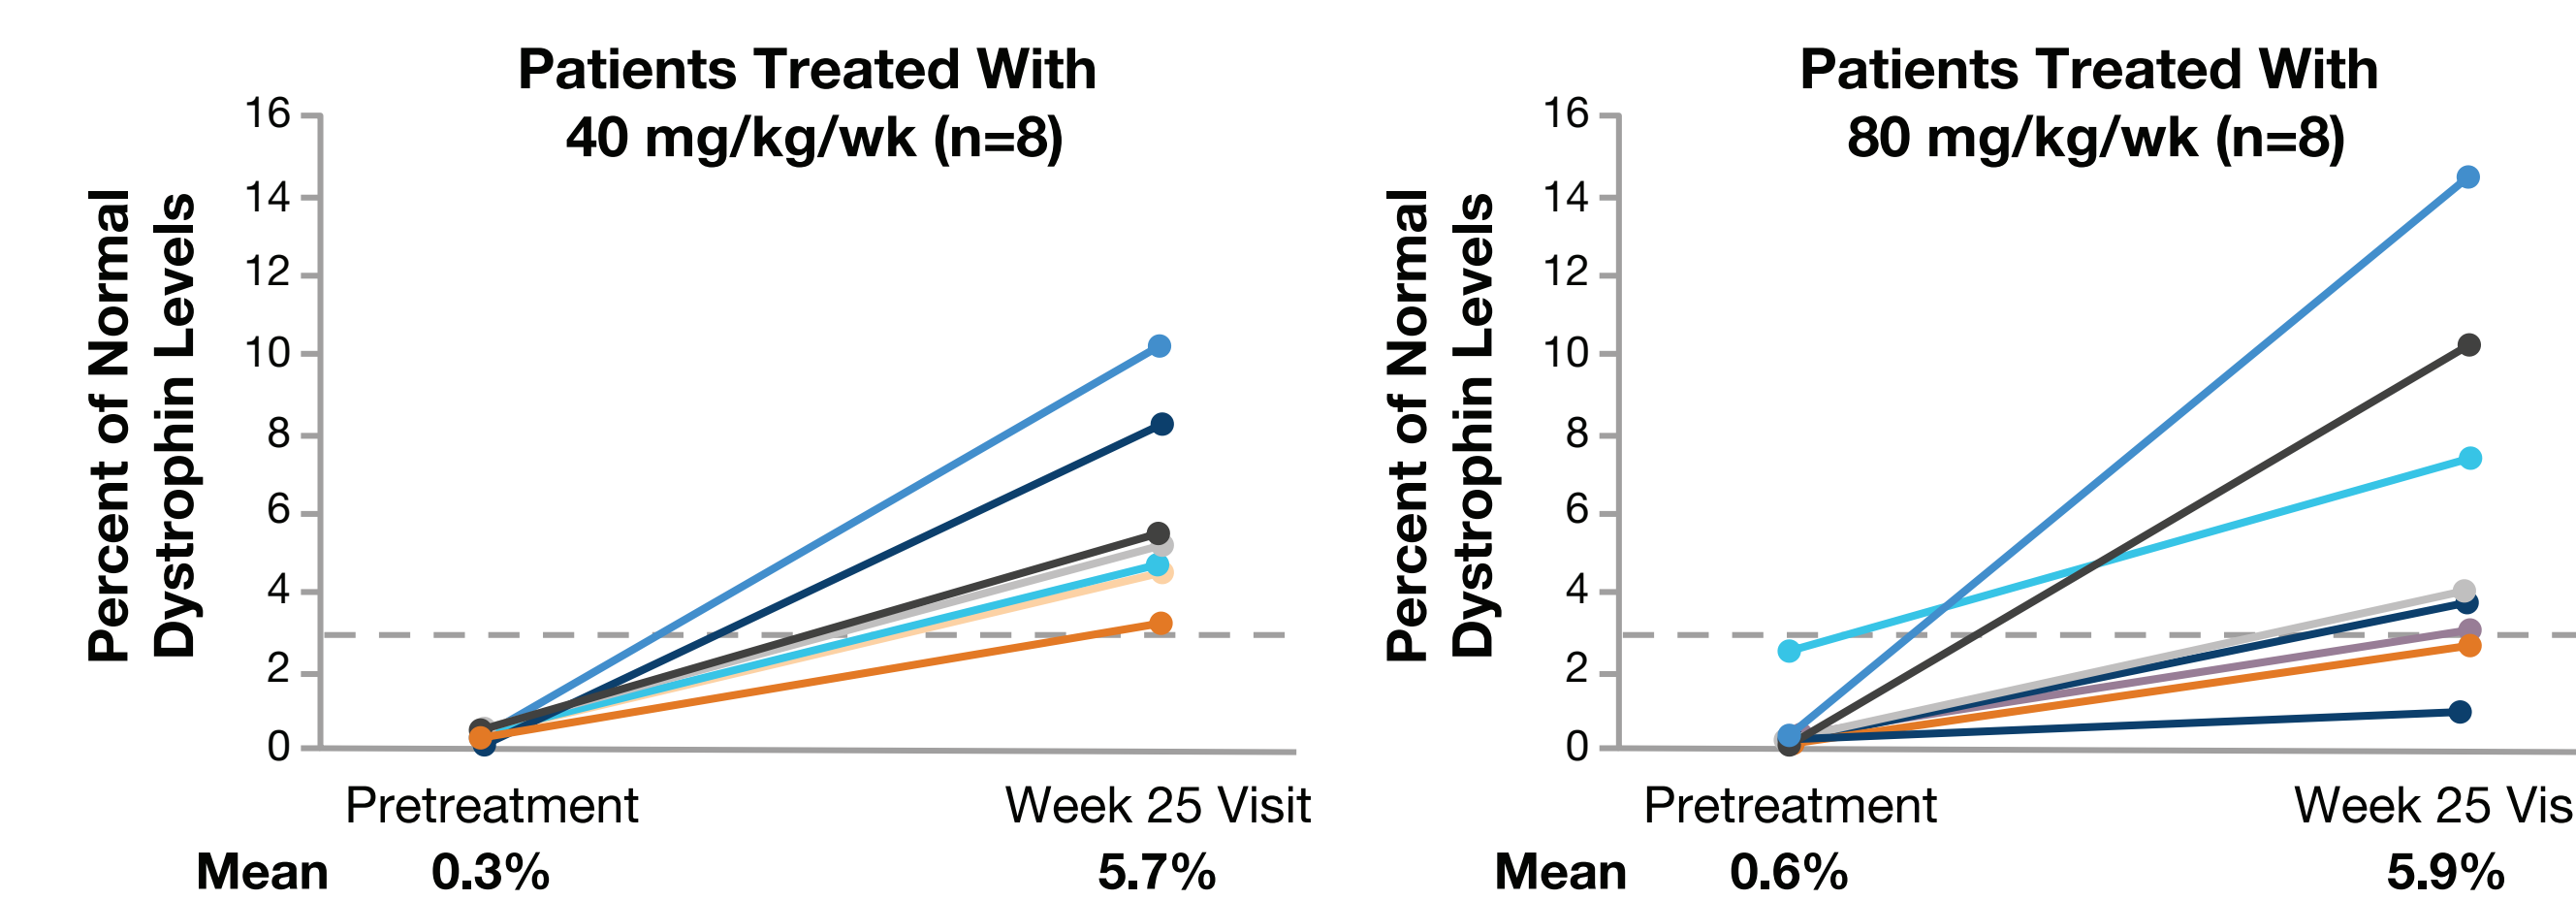 Patients Treated With
40 mg/kg/wk (n=8)
Percent of Normal
Dystrophin Levels
16
14
12
10
8
6
4
2
0
Pretreatment
Week 25 Visit
Mean
0.3%
5.7%
Patients Treated With
80 mg/kg/wk (n=8)
Percent of Normal
Dystrophin Levels
16
14
12
10
8
6
4
2
0
Pretreatment
Week 25 Vis
Mean
0.6%
5.9%